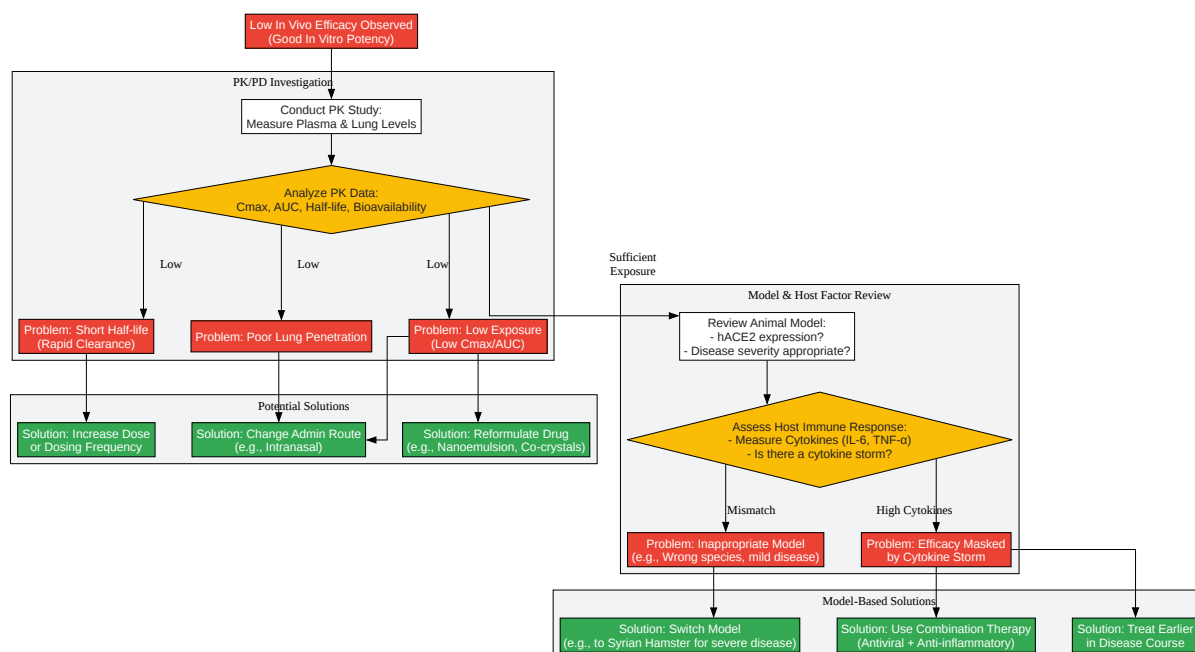 Low In Vivo Efficacy Observed
(Good In Vitro Potency)
PK/PD Investigation
Conduct PK Study:
Measure Plasma & Lung Levels
Analyze PK Data:
Cmax, AUC, Half-life, Bioavailability
Low
Low
Low
Sufficient
Exposure
Problem: Short Half-life
(Rapid Clearance)
Problem: Poor Lung Penetration
Problem: Low Exposure
(Low Cmax/AUC)
Potential Solutions
Solution: Increase Dose
or Dosing Frequency
Solution: Change Admin Route
(e.g., Intranasal)
Solution: Reformulate Drug
(e.g., Nanoemulsion, Co-crystals)
Model & Host Factor Review
Review Animal Model:
- hACE2 expression?
- Disease severity appropriate?
Assess Host Immune Response:
- Measure Cytokines (IL-6, TNF-α)
- Is there a cytokine storm?
Mismatch
High Cytokines
Problem: Inappropriate Model
(e.g., Wrong species, mild disease)
Problem: Efficacy Masked
by Cytokine Storm
Model-Based Solutions
Solution: Switch Model
(e.g., to Syrian Hamster for severe disease)
Solution: Use Combination Therapy
(Antiviral + Anti-inflammatory)
Solution: Treat Earlier
in Disease Course